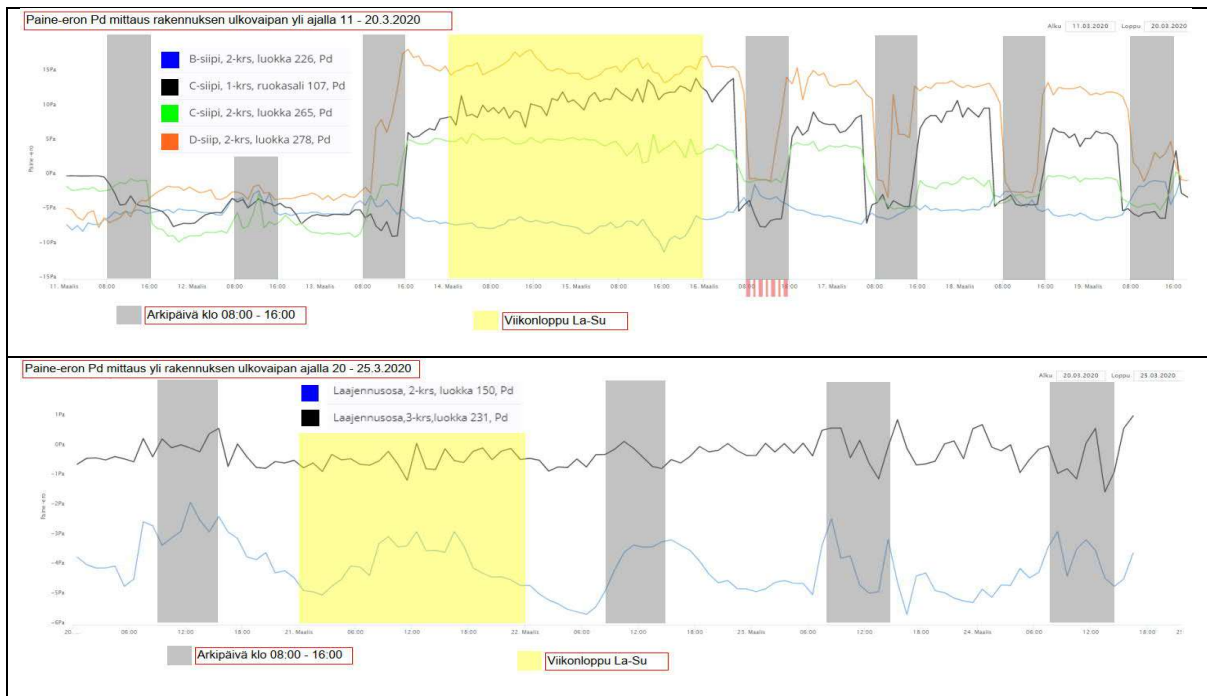 Paine-eron Pd mittaus rakennuksen ulkovaipan yli ajalla 11 - 20.3.2020
Alku 11.03.2020 Loppu 20.03.2020
B-siipi, 2-krs, luokka 226, Pd
C-siipi, 1-krs, ruokasali 107, Pd
C-siipi, 2-krs, luokka 265, Pd
D-siip, 2-krs, luokka 278, Pd
Paine-ero
15Pa
10Pa
5Pa
0Pa
-5Pa
-10Pa
-15Pa
11. Maalis 08:00 16:00 12. Maalis 08:00 16:00 13. Maalis 08:00 16:00 14. Maalis 08:00 16:00 15. Maalis 08:00 16:00 16. Maalis 08:00 16:00 17. Maalis 08:00 16:00 18. Maalis 08:00 16:00 19. Maalis 08:00 16:00
Arkipäivä klo 08:00 - 16:00
Viikonloppu La-Su
Paine-eron Pd mittaus yli rakennuksen ulkovaipan ajalla 20 - 25.3.2020
Alku 20.03.2020 Loppu 25.03.2020
Laajennusosa, 2-krs, luokka 150, Pd
Laajennusosa,3-krs,luokka 231, Pd
Paine-ero
1Pa
0Pa
-1Pa
-2Pa
-3Pa
-4Pa
-5Pa
-6Pa
20. ... 06:00 12:00 18:00 21. Maalis 06:00 12:00 18:00 22. Maalis 06:00 12:00 18:00 23. Maalis 06:00 12:00 18:00 24. Maalis 06:00 12:00 18:00
Arkipäivä klo 08:00 - 16:00
Viikonloppu La-Su